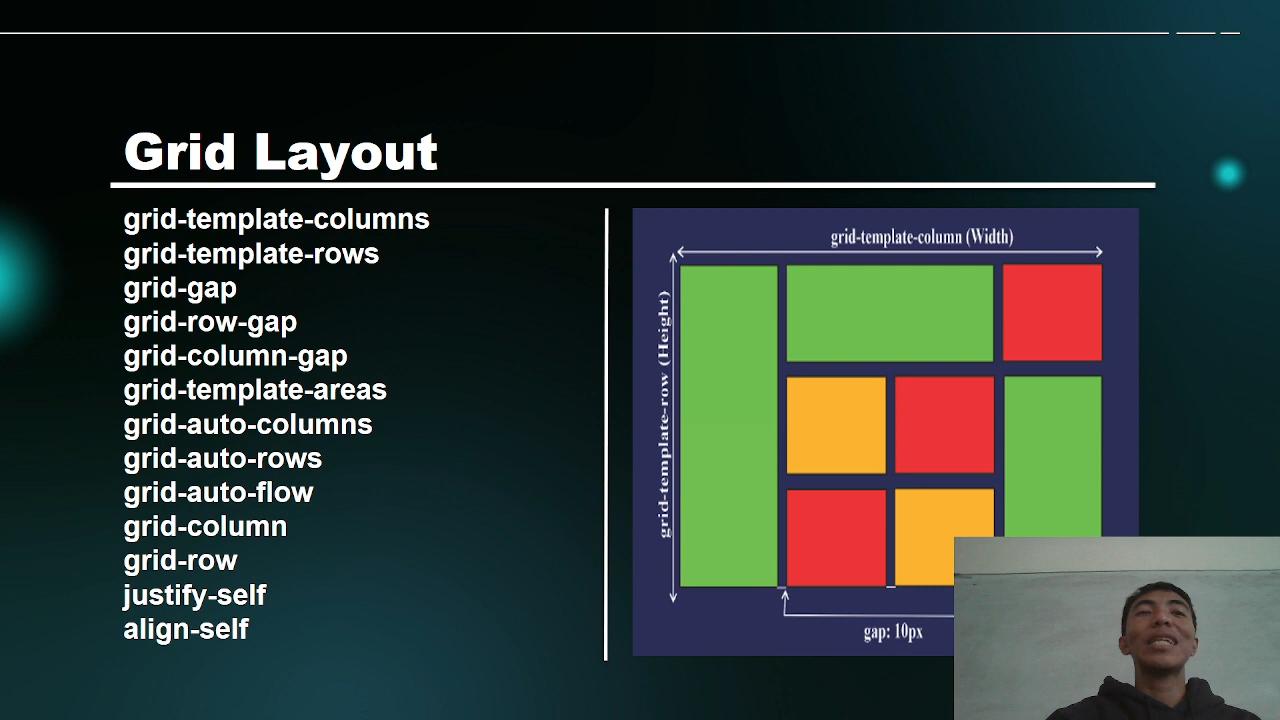 Grid Layout
grid-template-columns
grid-template-rows
grid-gap
grid-row-gap
grid-column-gap
grid-template-areas
grid-auto-columns
grid-auto-rows
grid-auto-flow
grid-column
grid-row
justify-self
align-self
grid-template-column (Width)
grid-template-row (Height)
gap: 10px